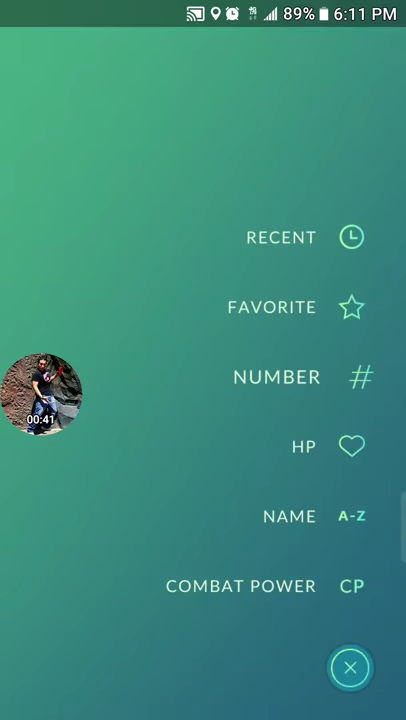 89% 6:11 PM
RECENT
FAVORITE
NUMBER #
00:41
HP
NAME A-Z
COMBAT POWER CP